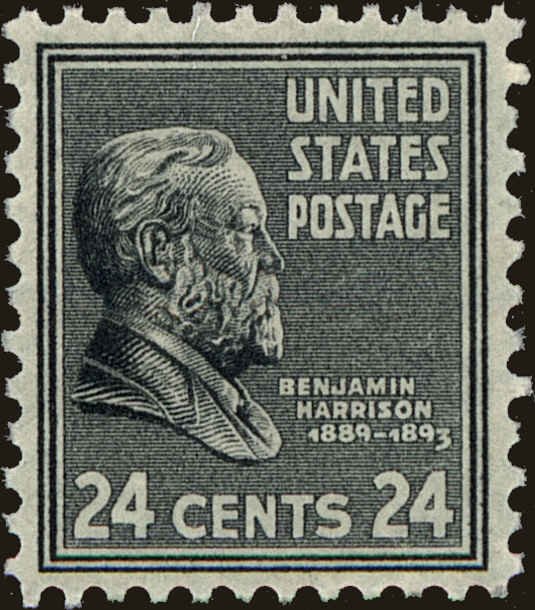 UNITED
STATES
POSTAGE
BENJAMIN
HARRISON
1889-1893
24 CENTS 24